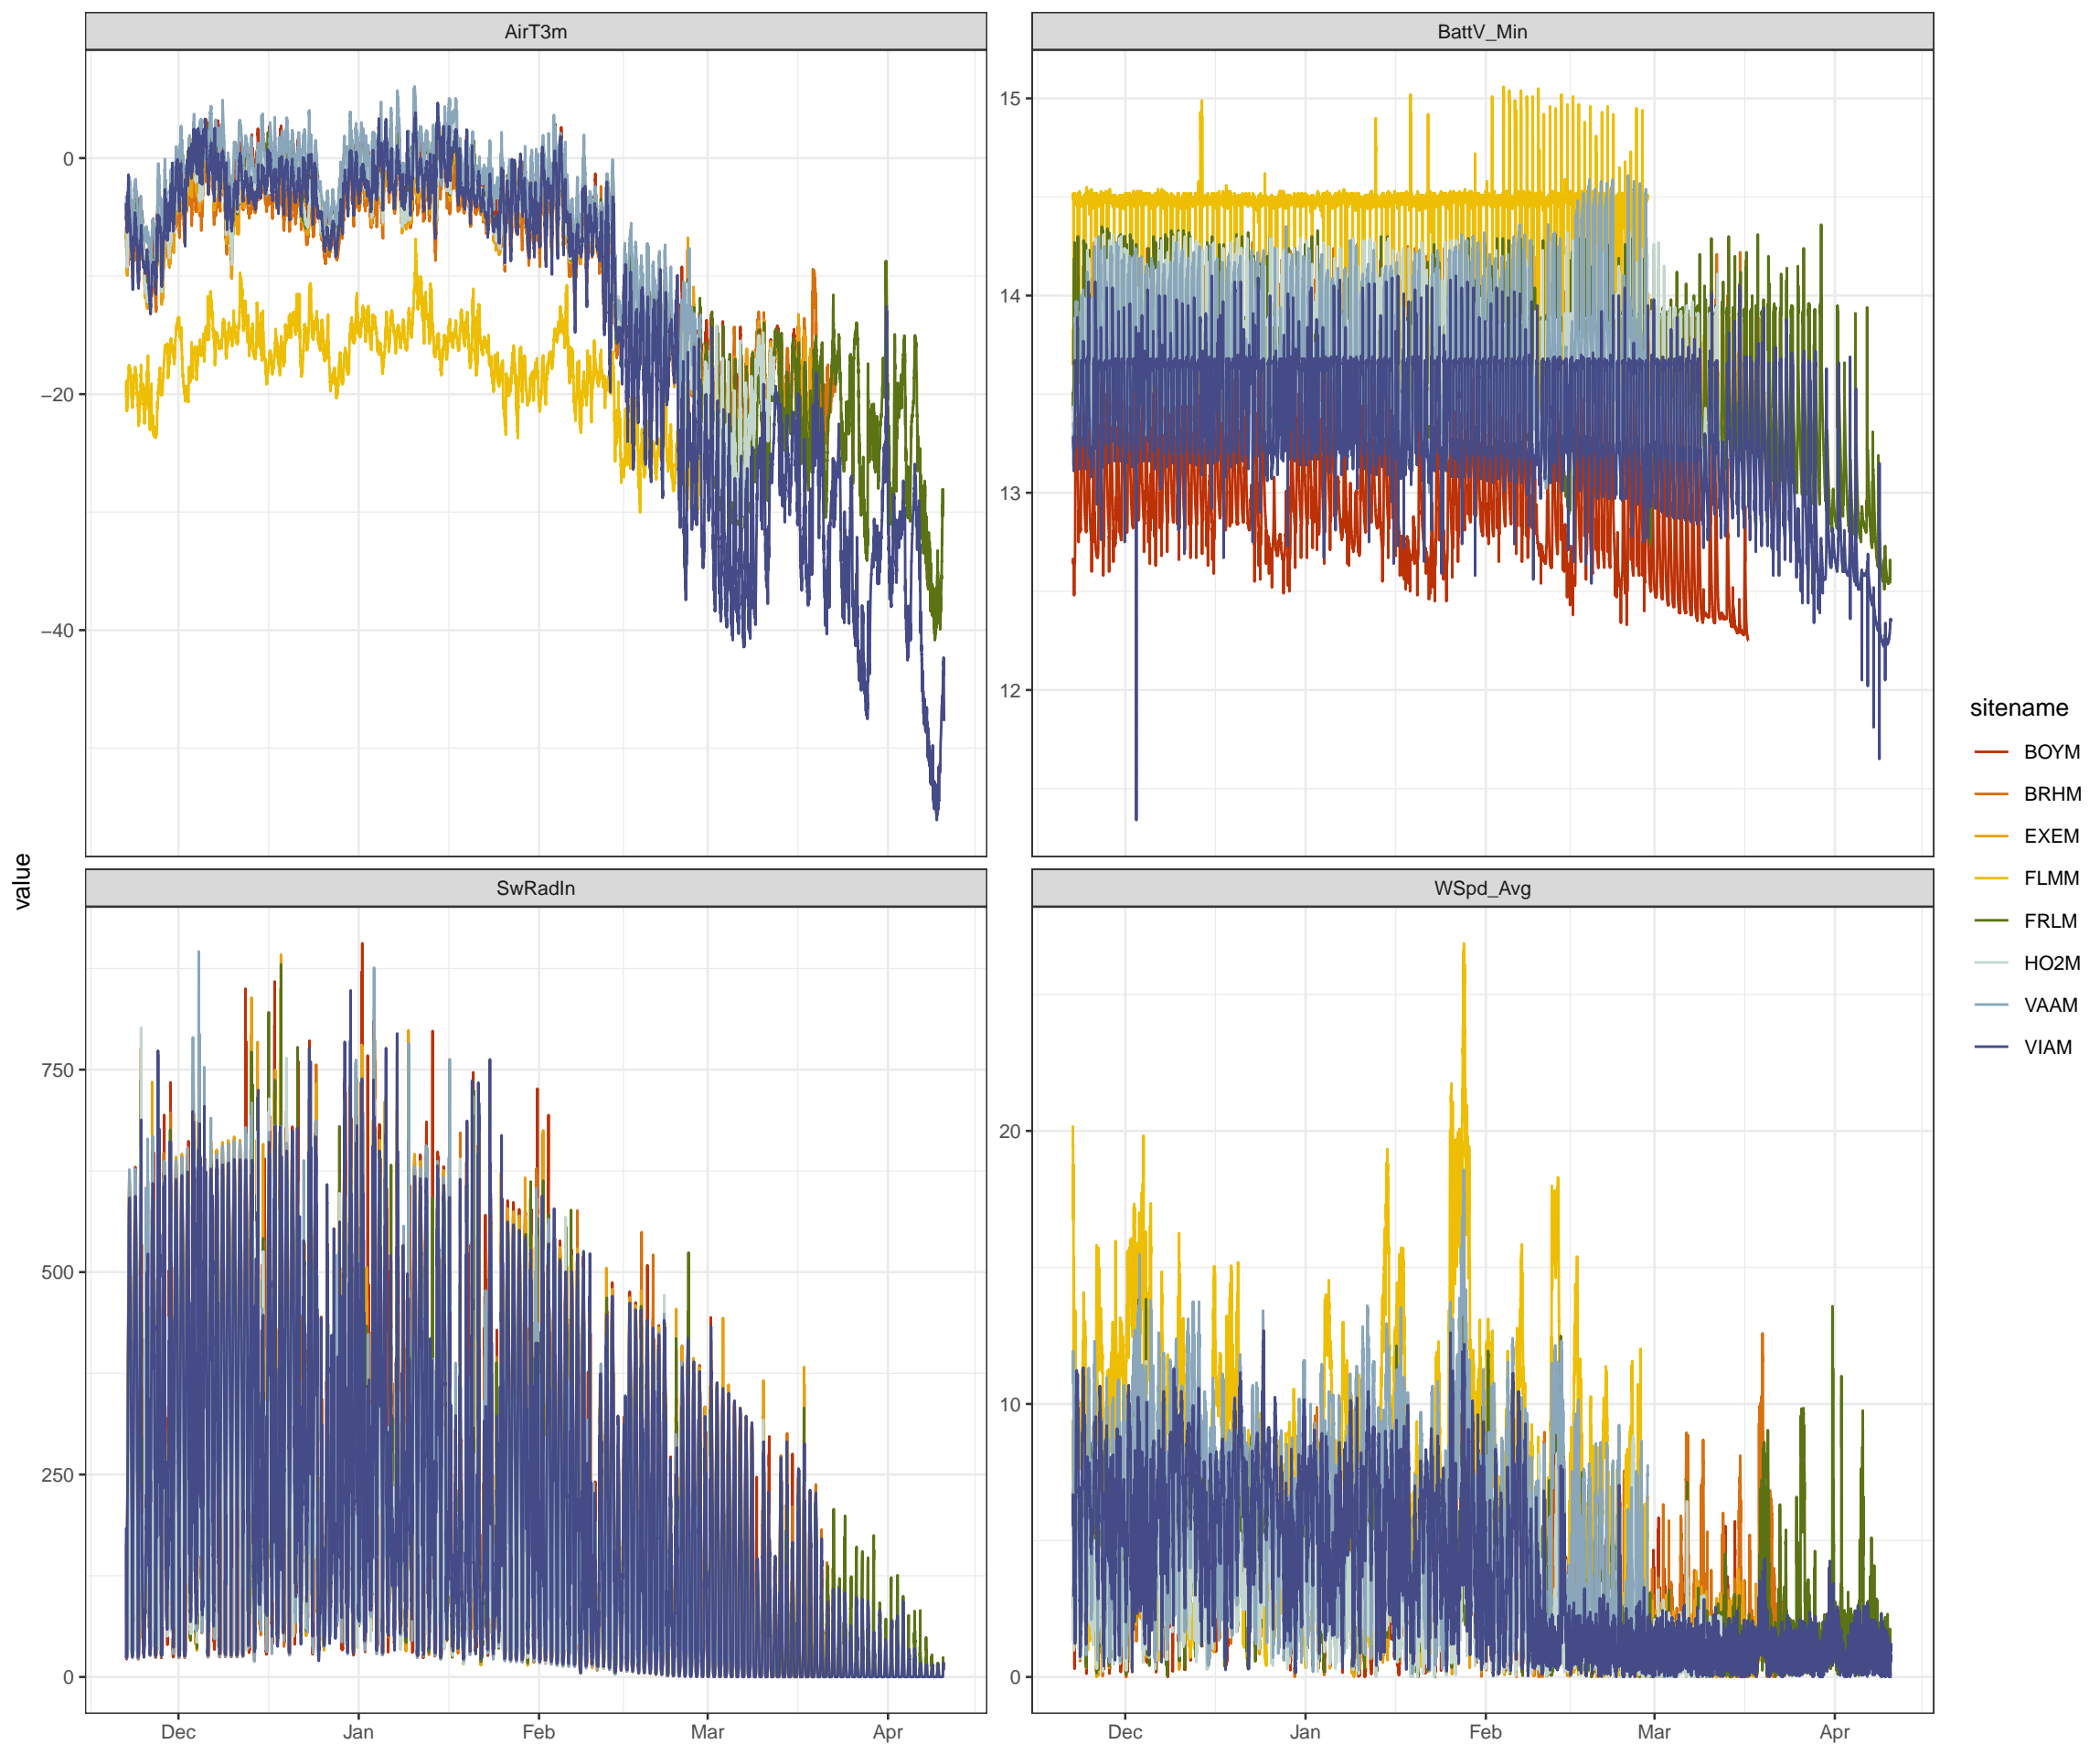 AirT3m
BattV_Min
0
−20
−40
15
14
13
12
SwRadIn
WSpd_Avg
750
500
250
0
20
10
0
Dec Jan Feb Mar Apr
Dec Jan Feb Mar Apr
value
sitename
BOYM
BRHM
EXEM
FLMM
FRLM
HO2M
VAAM
VIAM